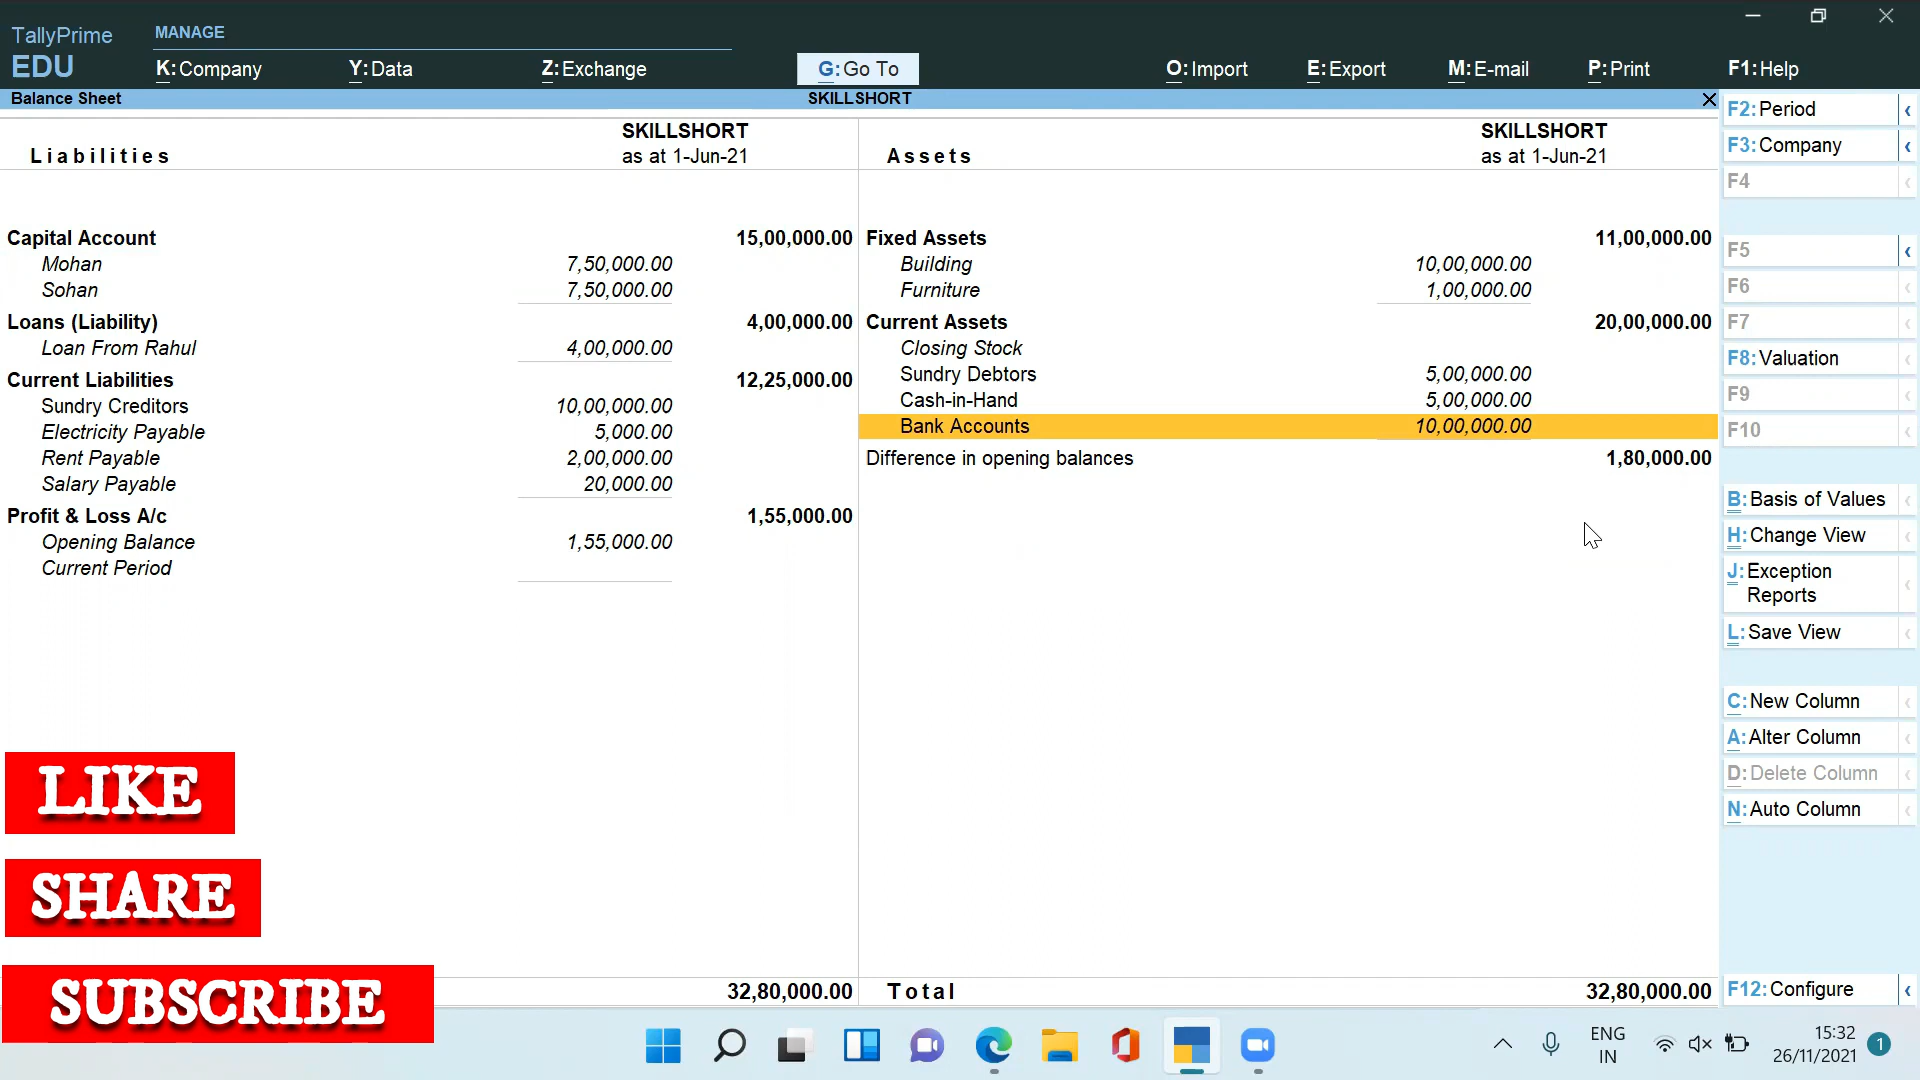 TallyPrime
EDU
MANAGE
K:Company Y:Data Z:Exchange G:Go To O:Import E:Export M:E-mail P:Print F1:Help
Balance Sheet SKILLSHORT
Liabilities SKILLSHORT as at 1-Jun-21
Capital Account 15,00,000.00
Mohan 7,50,000.00
Sohan 7,50,000.00
Loans (Liability) 4,00,000.00
Loan From Rahul 4,00,000.00
Current Liabilities 12,25,000.00
Sundry Creditors 10,00,000.00
Electricity Payable 5,000.00
Rent Payable 2,00,000.00
Salary Payable 20,000.00
Profit & Loss A/c 1,55,000.00
Opening Balance 1,55,000.00
Current Period
32,80,000.00
Assets SKILLSHORT as at 1-Jun-21
Fixed Assets 11,00,000.00
Building 10,00,000.00
Furniture 1,00,000.00
Current Assets 20,00,000.00
Closing Stock
Sundry Debtors 5,00,000.00
Cash-in-Hand 5,00,000.00
Bank Accounts 10,00,000.00
Difference in opening balances 1,80,000.00
Total 32,80,000.00
F2:Period
F3:Company
F4
F5
F6
F7
F8:Valuation
F9
F10
B:Basis of Values
H:Change View
J:Exception
Reports
L:Save View
C:New Column
A:Alter Column
D:Delete Column
N:Auto Column
F12:Configure
LIKE
SHARE
SUBSCRIBE
ENG
IN
15:32
26/11/2021
1